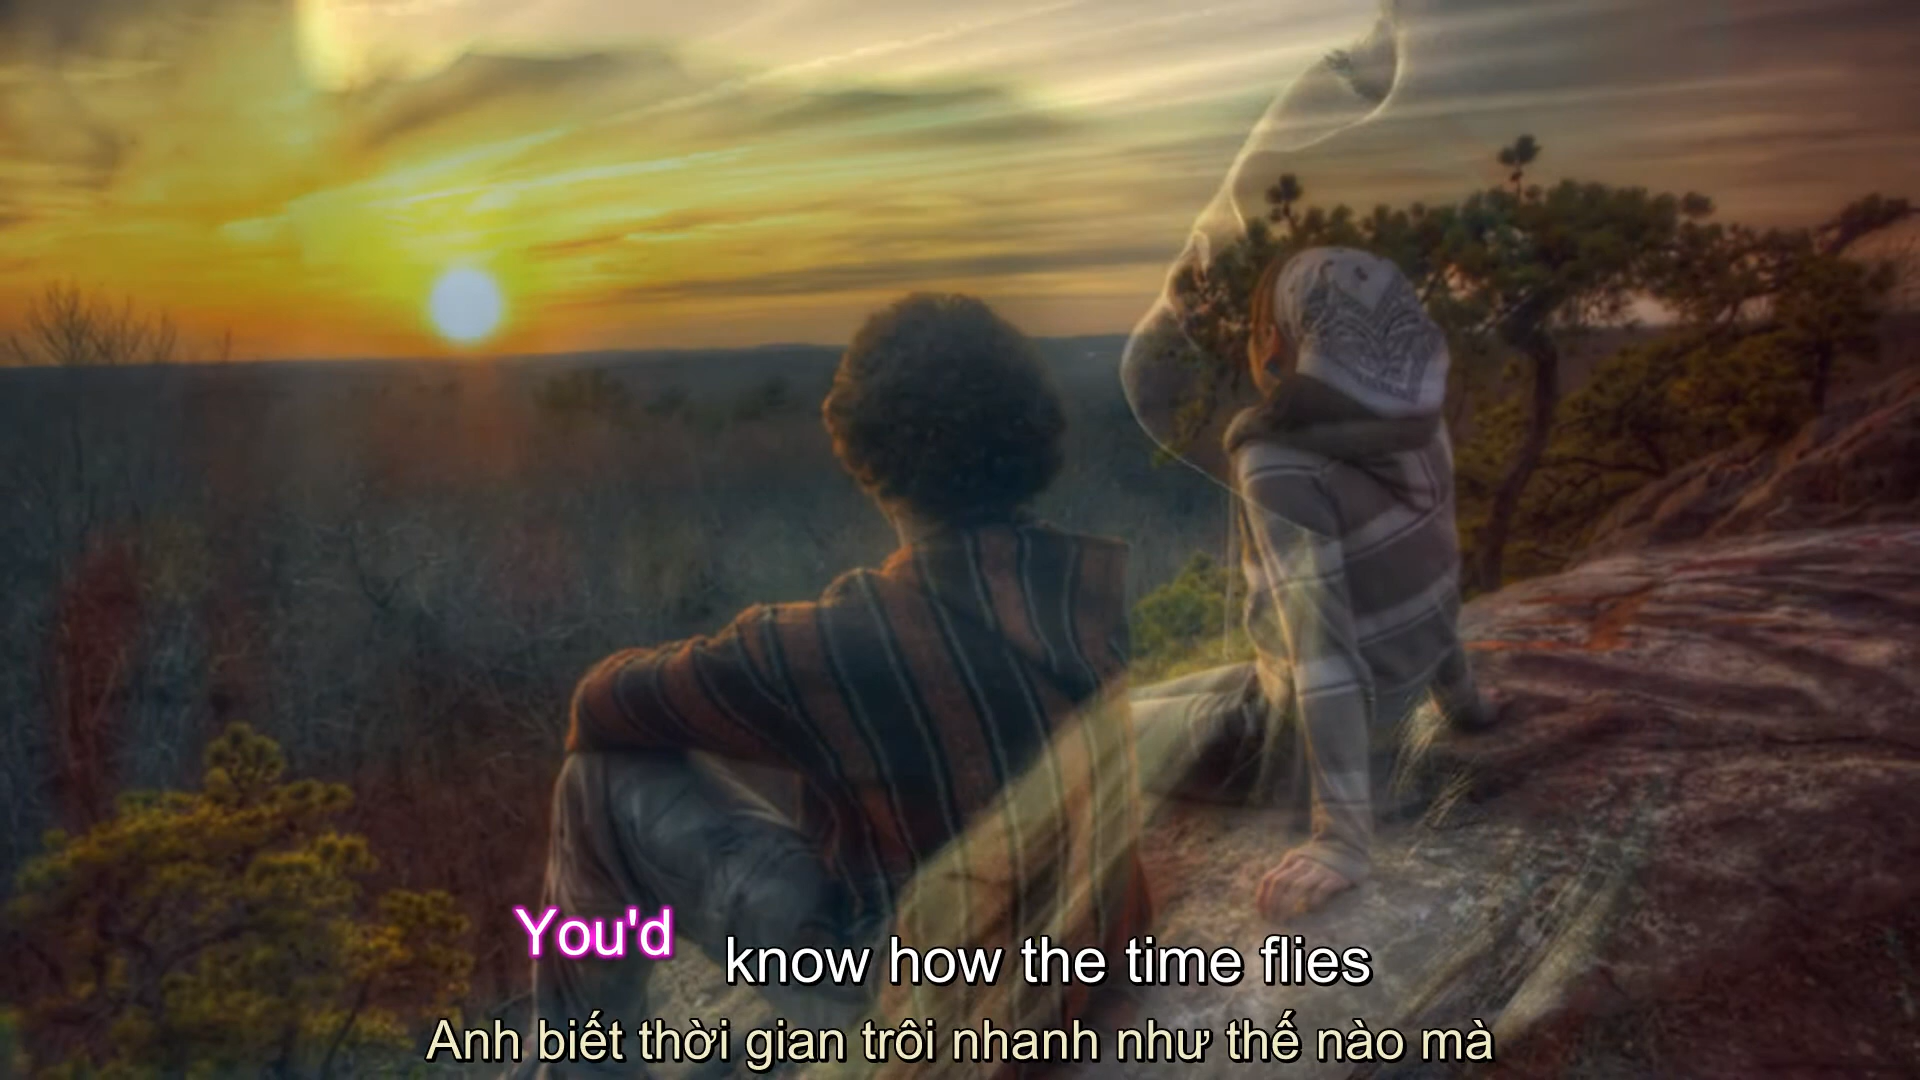 You'd know how the time flies
Anh biết thời gian trôi nhanh như thế nào mà